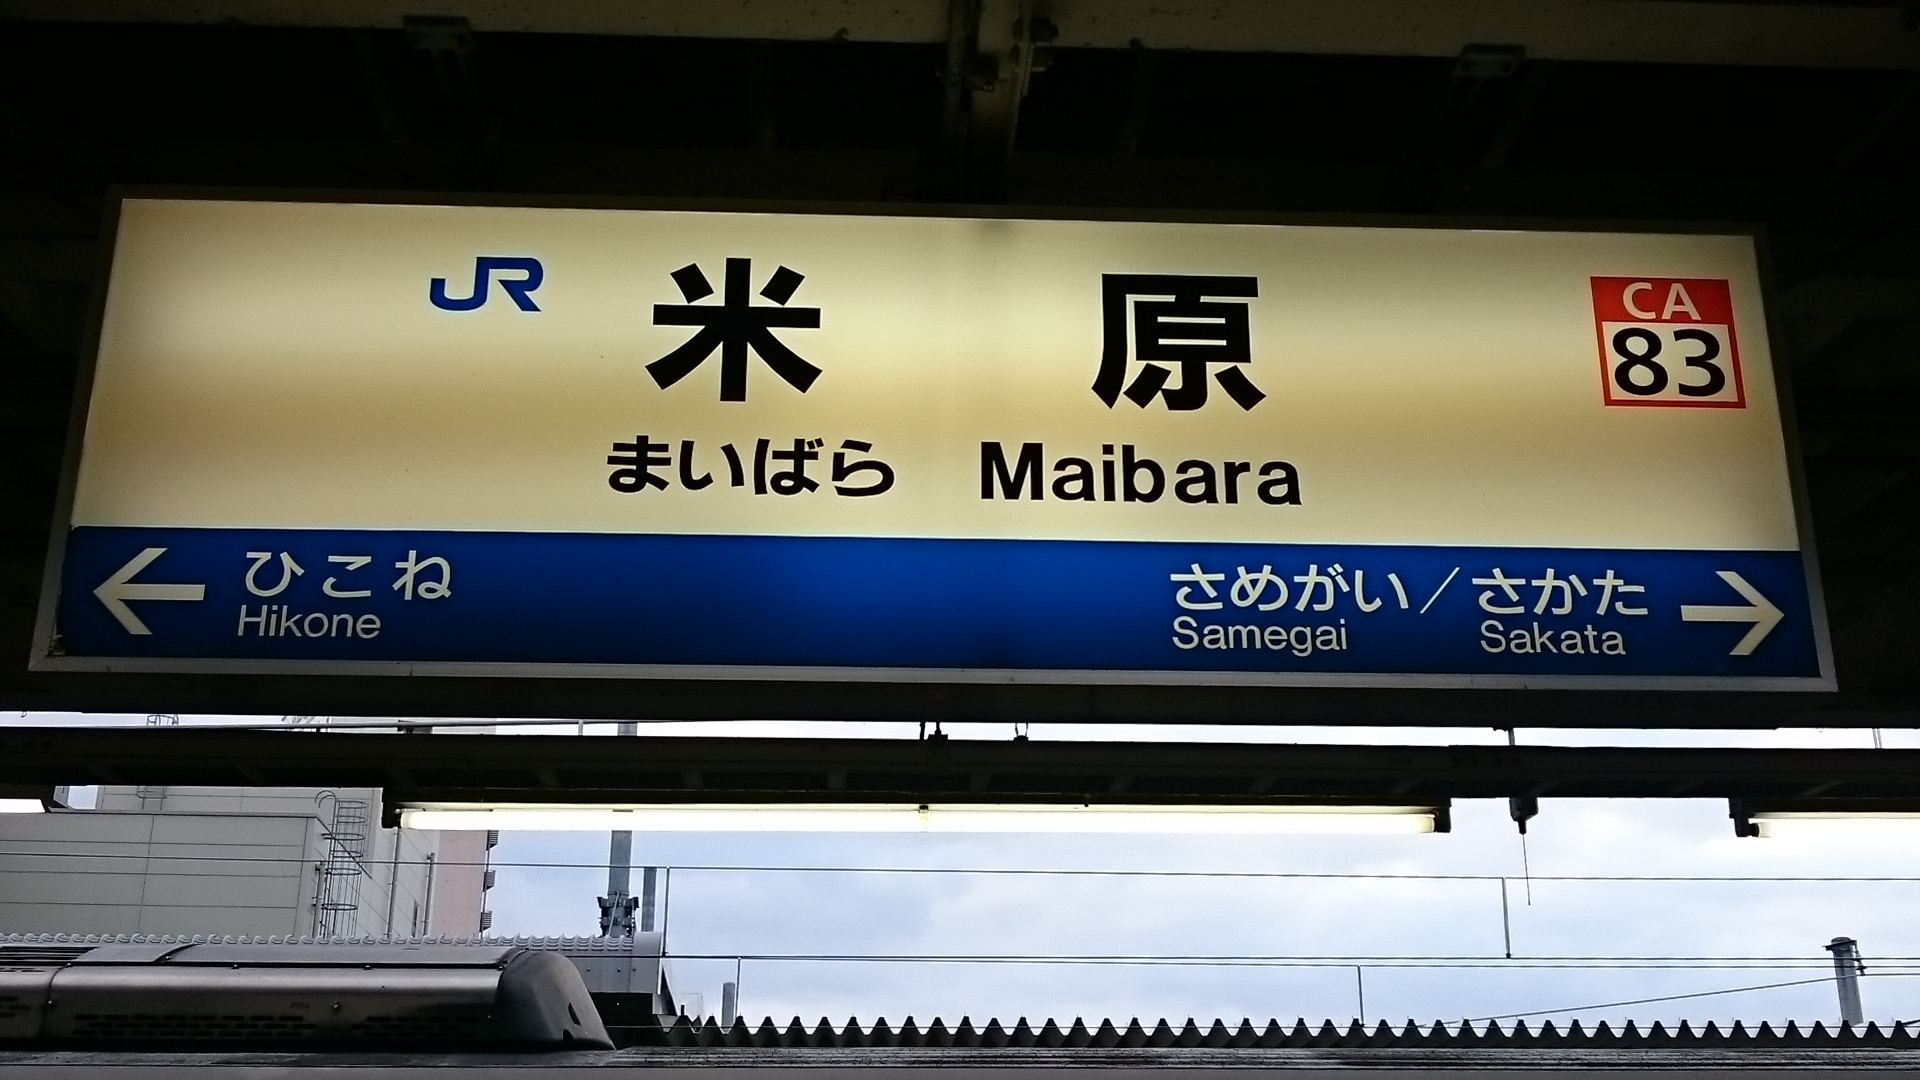 JR 米原 CA
83
まいばら Maibara
← ひこね さめがい／さかた →
Hikone Samegai Sakata